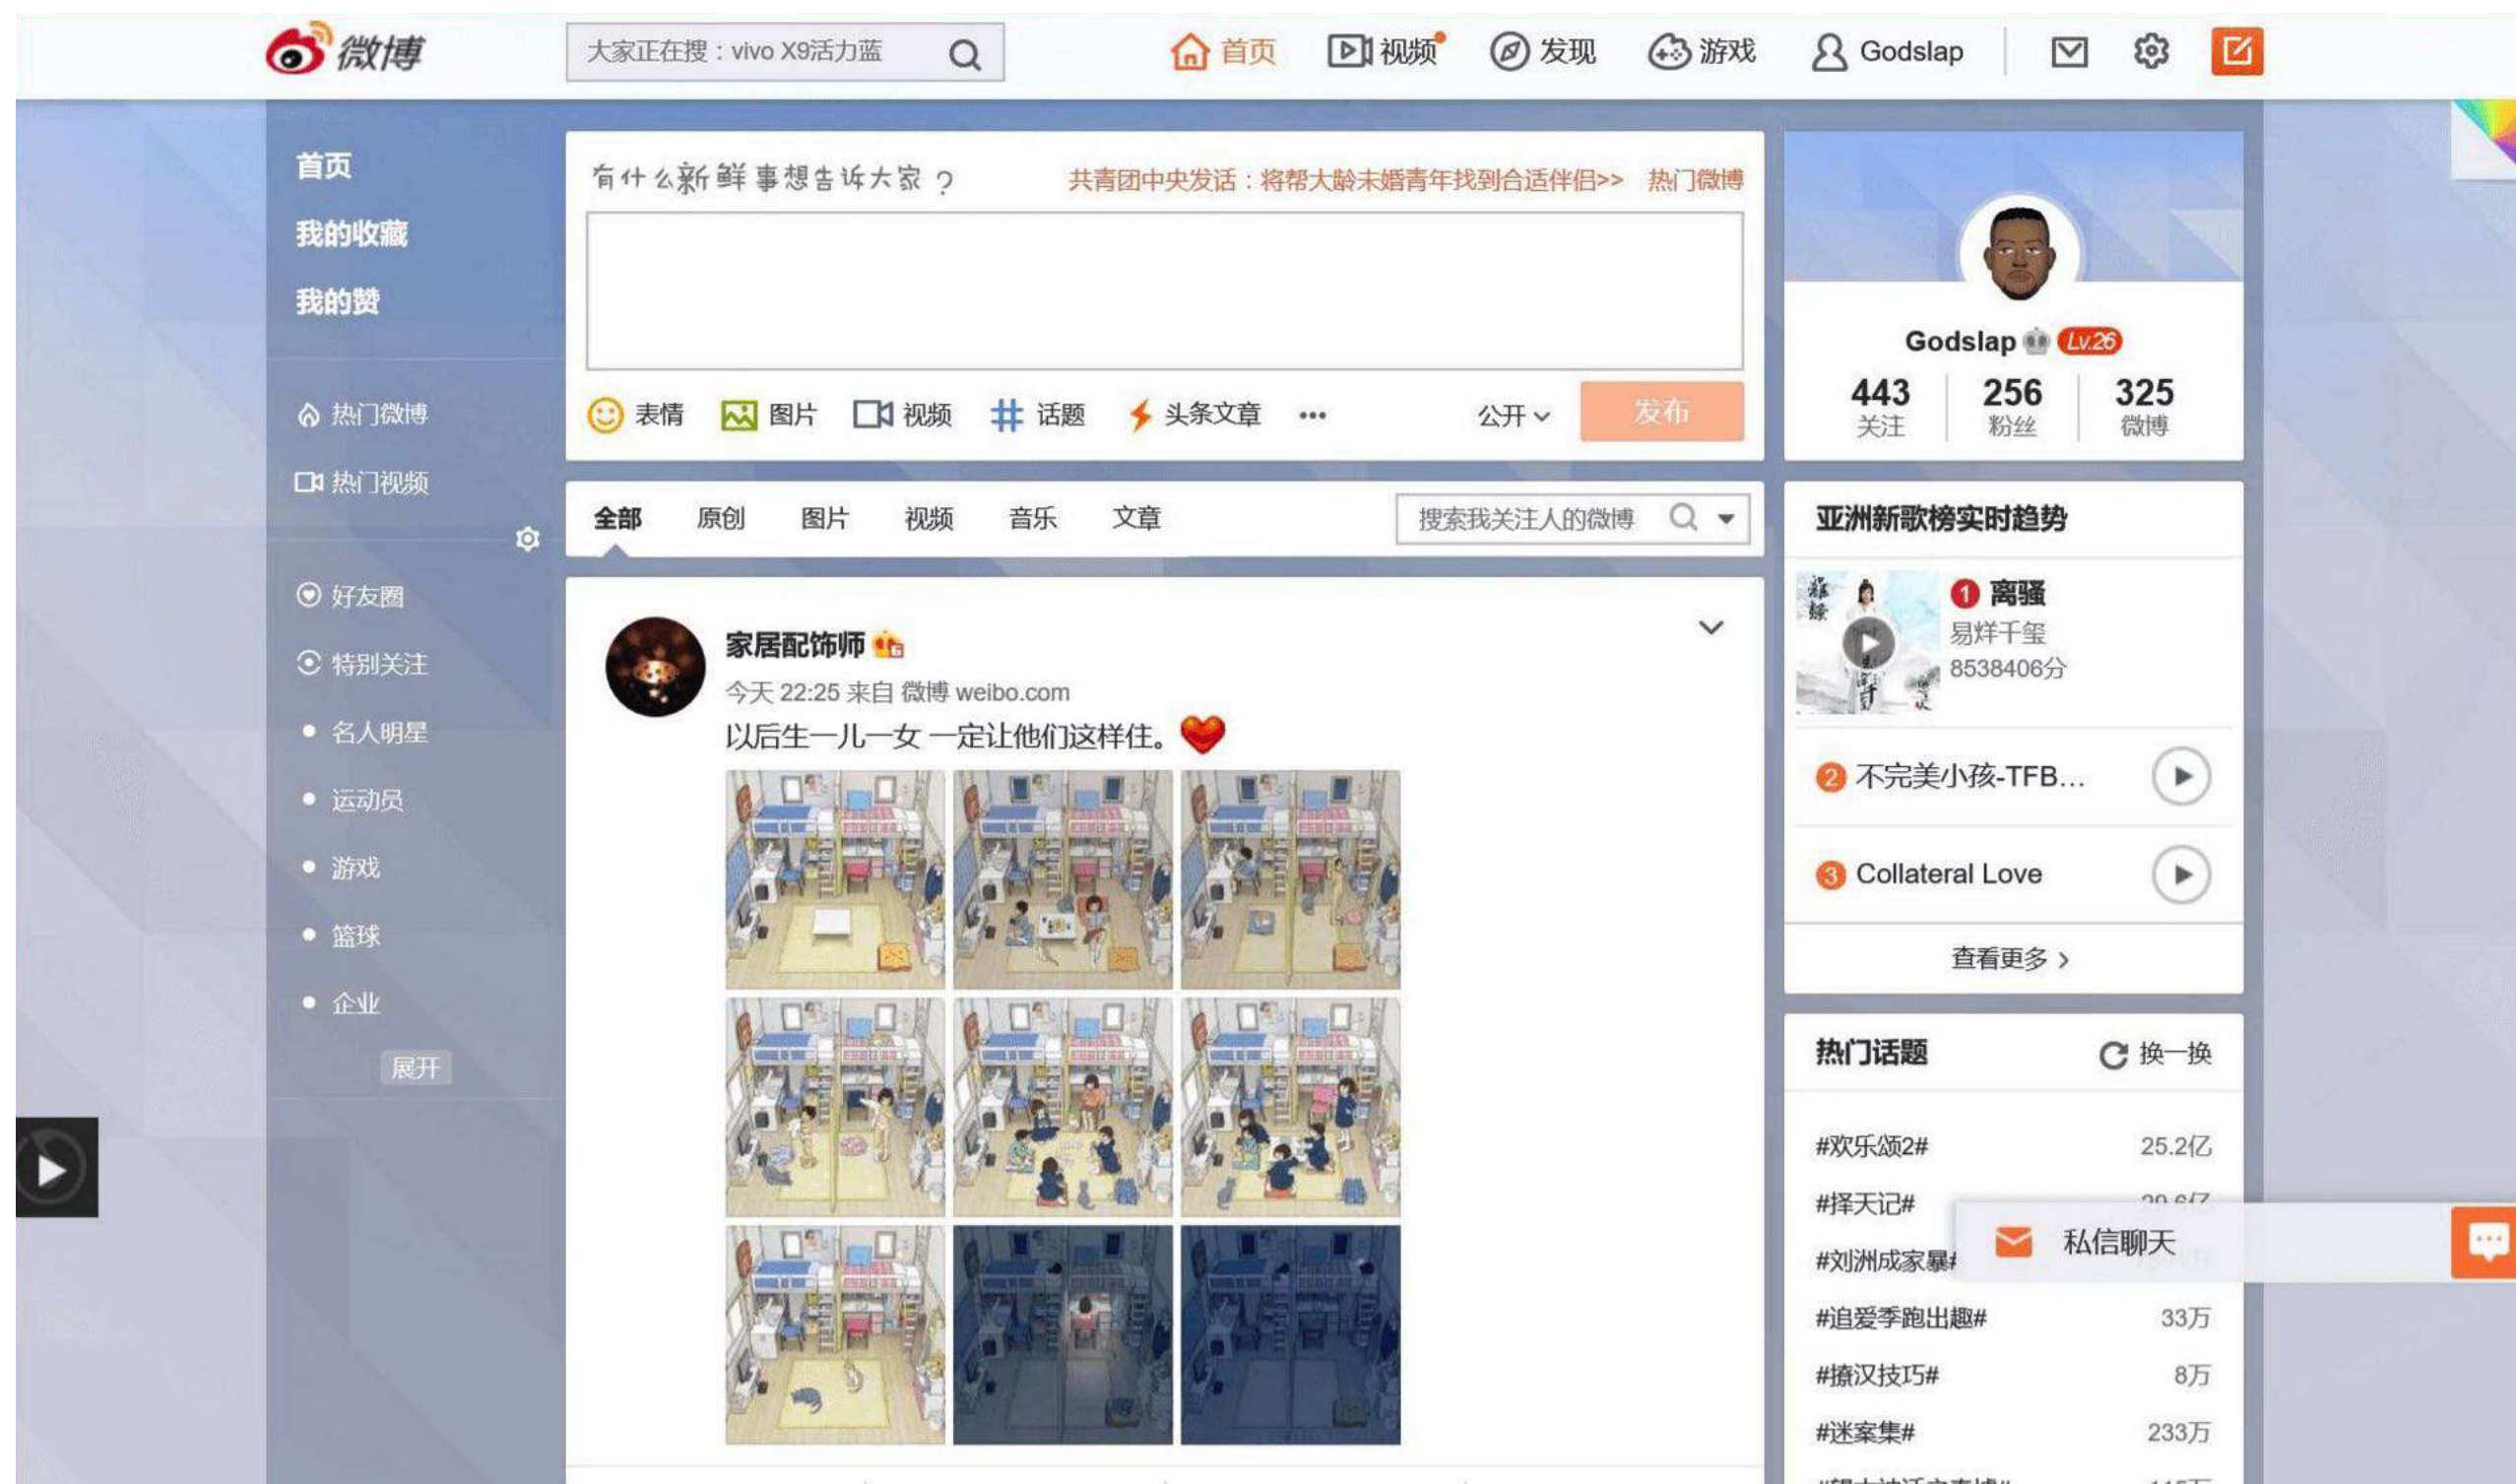 微博
大家正在搜：vivo X9活力蓝
首页
视频
发现
游戏
Godslap
首页
我的收藏
我的赞
热门微博
热门视频
好友圈
特别关注
名人明星
运动员
游戏
篮球
企业
展开
有什么新鲜事想告诉大家？
共青团中央发话：将帮大龄未婚青年找到合适伴侣>> 热门微博
表情
图片
视频
话题
头条文章
公开
发布
全部
原创
图片
视频
音乐
文章
搜索我关注人的微博
家居配饰师
今天 22:25 来自 微博 weibo.com
以后生一儿一女 一定让他们这样住。
Godslap Lv.26
443 256 325
关注 粉丝 微博
亚洲新歌榜实时趋势
1 离骚
易烊千玺
8538406分
2 不完美小孩-TFB...
3 Collateral Love
查看更多 >
热门话题 换一换
#欢乐颂2# 25.2亿
#择天记#
#刘洲成家暴#
私信聊天
#追爱季跑出趣# 33万
#撩汉技巧# 8万
#迷案集# 233万